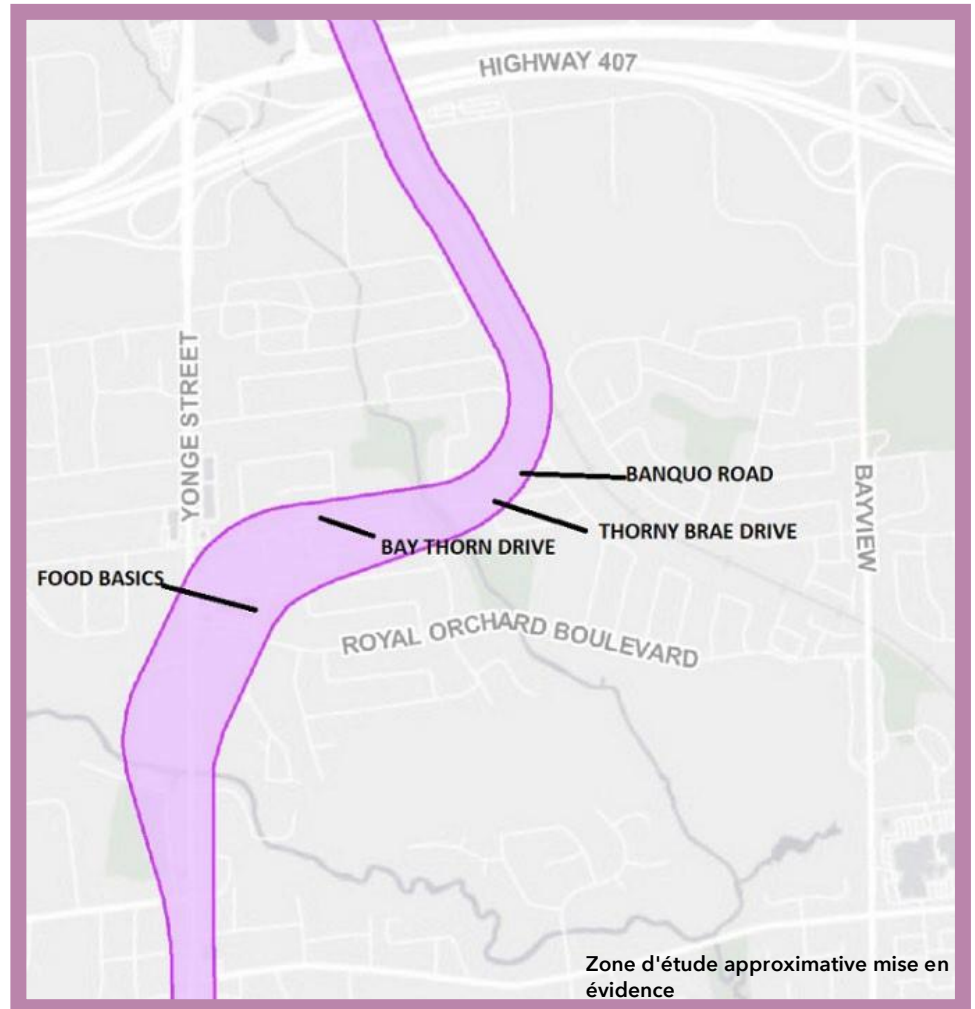 HIGHWAY 407
YONGE STREET
BANQUO ROAD
BAYVIEW
THORNY BRAE DRIVE
BAY THORN DRIVE
FOOD BASICS
ROYAL ORCHARD BOULEVARD
Zone d'étude approximative mise en
évidence